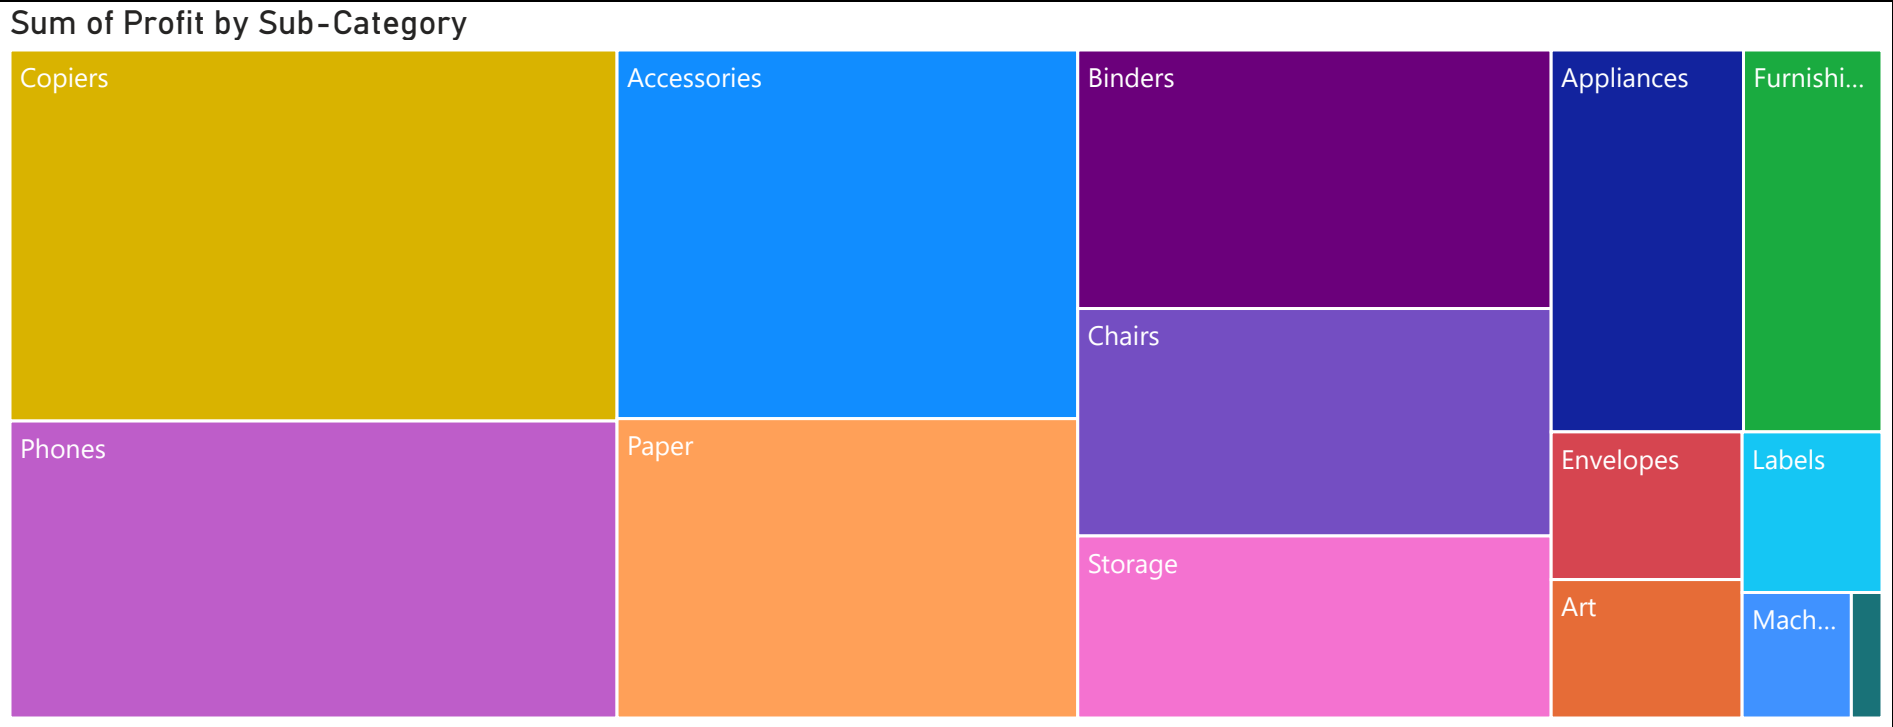 Sum of Profit by Sub-Category
Copiers
Accessories
Binders
Appliances
Furnishi...
Chairs
Phones
Paper
Envelopes
Labels
Storage
Art
Mach...